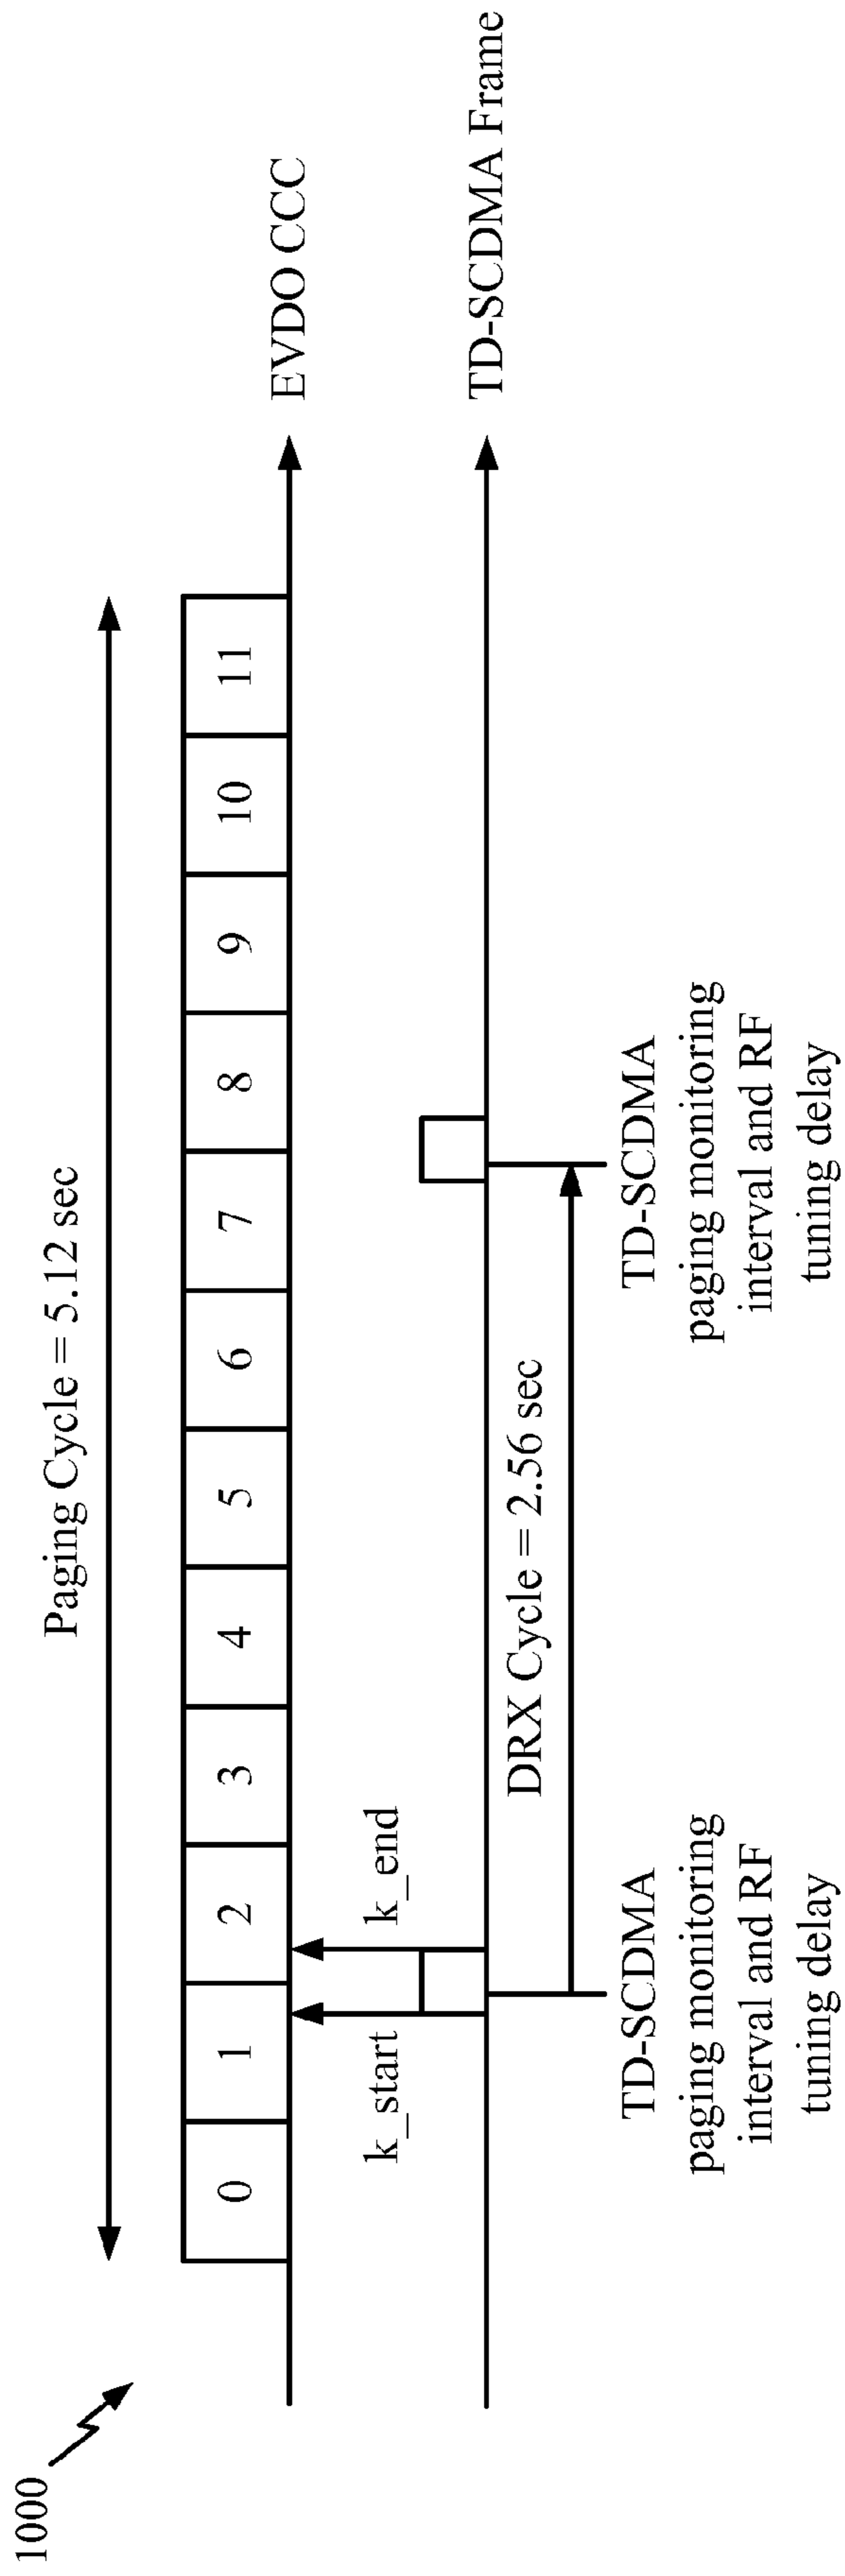 1000
Paging Cycle = 5.12 sec
0 1 2 3 4 5 6 7 8 9 10 11
EVDO CCC
k_start
k_end
TD-SCDMA Frame
DRX Cycle = 2.56 sec
TD-SCDMA
paging monitoring
interval and RF
tuning delay
TD-SCDMA
paging monitoring
interval and RF
tuning delay